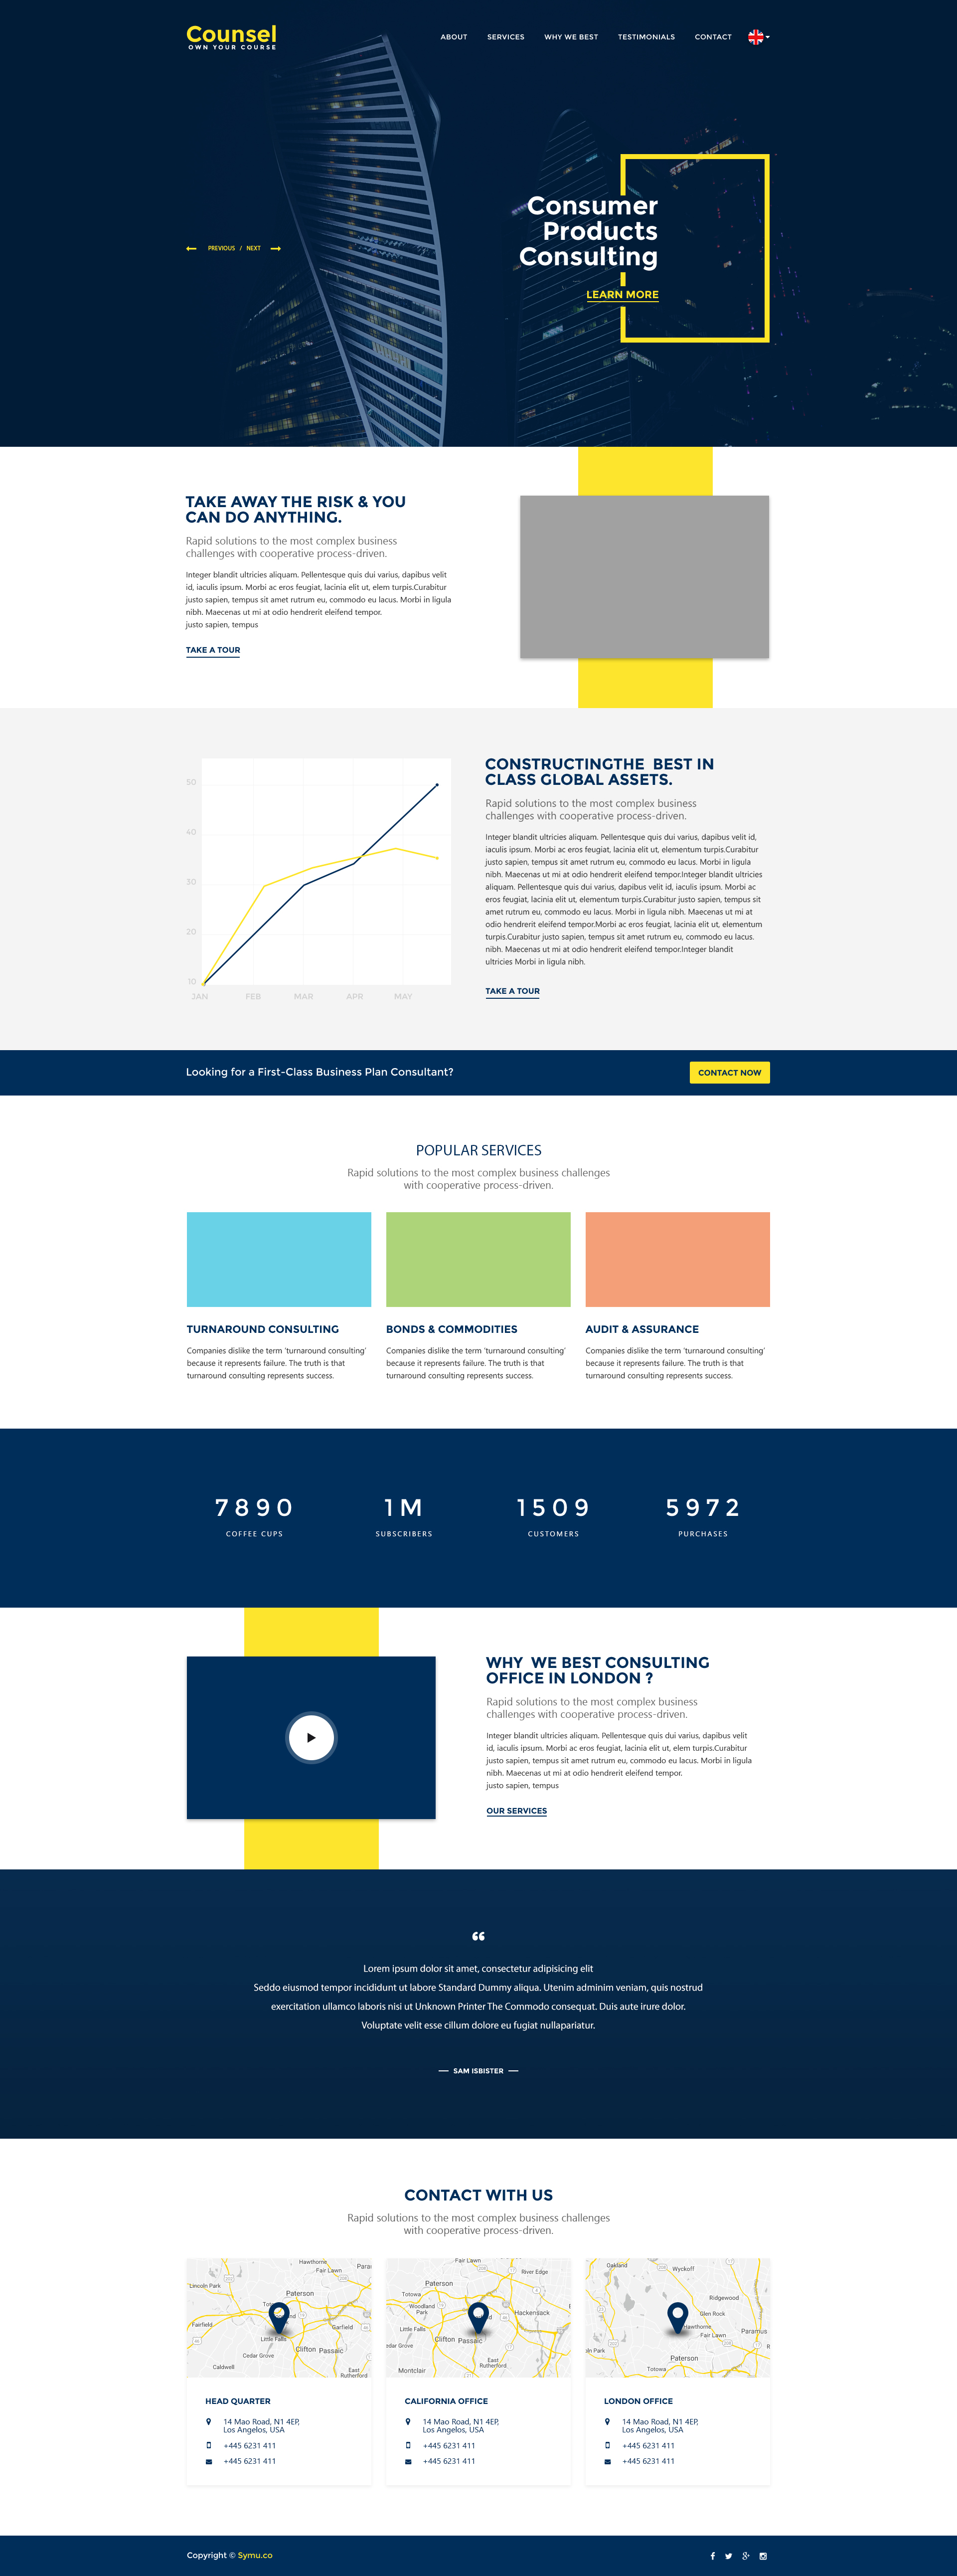 Counsel
OWN YOUR COURSE
ABOUT SERVICES WHY WE BEST TESTIMONIALS CONTACT
Consumer
Products
Consulting
PREVIOUS / NEXT
LEARN MORE
TAKE AWAY THE RISK & YOU
CAN DO ANYTHING.
Rapid solutions to the most complex business
challenges with cooperative process-driven.
Integer blandit ultricies aliquam. Pellentesque quis dui varius, dapibus velit
id, iaculis ipsum. Morbi ac eros feugiat, lacinia elit ut, elem turpis.Curabitur
justo sapien, tempus sit amet rutrum eu, commodo eu lacus. Morbi in ligula
nibh. Maecenas ut mi at odio hendrerit eleifend tempor.
justo sapien, tempus
TAKE A TOUR
50
40
30
20
10
JAN FEB MAR APR MAY
CONSTRUCTINGTHE  BEST IN
CLASS GLOBAL ASSETS.
Rapid solutions to the most complex business
challenges with cooperative process-driven.
Integer blandit ultricies aliquam. Pellentesque quis dui varius, dapibus velit id,
iaculis ipsum. Morbi ac eros feugiat, lacinia elit ut, elementum turpis.Curabitur
justo sapien, tempus sit amet rutrum eu, commodo eu lacus. Morbi in ligula
nibh. Maecenas ut mi at odio hendrerit eleifend tempor.Integer blandit ultricies
aliquam. Pellentesque quis dui varius, dapibus velit id, iaculis ipsum. Morbi ac
eros feugiat, lacinia elit ut, elementum turpis.Curabitur justo sapien, tempus sit
amet rutrum eu, commodo eu lacus. Morbi in ligula nibh. Maecenas ut mi at
odio hendrerit eleifend tempor.Morbi ac eros feugiat, lacinia elit ut, elementum
turpis.Curabitur justo sapien, tempus sit amet rutrum eu, commodo eu lacus.
nibh. Maecenas ut mi at odio hendrerit eleifend tempor.Integer blandit
ultricies Morbi in ligula nibh.
TAKE A TOUR
Looking for a First-Class Business Plan Consultant?
CONTACT NOW
POPULAR SERVICES
Rapid solutions to the most complex business challenges
with cooperative process-driven.
TURNAROUND CONSULTING
Companies dislike the term 'turnaround consulting'
because it represents failure. The truth is that
turnaround consulting represents success.
BONDS & COMMODITIES
Companies dislike the term 'turnaround consulting'
because it represents failure. The truth is that
turnaround consulting represents success.
AUDIT & ASSURANCE
Companies dislike the term 'turnaround consulting'
because it represents failure. The truth is that
turnaround consulting represents success.
7890
COFFEE CUPS
1M
SUBSCRIBERS
1509
CUSTOMERS
5972
PURCHASES
WHY  WE BEST CONSULTING
OFFICE IN LONDON ?
Rapid solutions to the most complex business
challenges with cooperative process-driven.
Integer blandit ultricies aliquam. Pellentesque quis dui varius, dapibus velit
id, iaculis ipsum. Morbi ac eros feugiat, lacinia elit ut, elem turpis.Curabitur
justo sapien, tempus sit amet rutrum eu, commodo eu lacus. Morbi in ligula
nibh. Maecenas ut mi at odio hendrerit eleifend tempor.
justo sapien, tempus
OUR SERVICES
“
Lorem ipsum dolor sit amet, consectetur adipisicing elit
Seddo eiusmod tempor incididunt ut labore Standard Dummy aliqua. Utenim adminim veniam, quis nostrud
exercitation ullamco laboris nisi ut Unknown Printer The Commodo consequat. Duis aute irure dolor.
Voluptate velit esse cillum dolore eu fugiat nullapariatur.
— SAM ISBISTER —
CONTACT WITH US
Rapid solutions to the most complex business challenges
with cooperative process-driven.
Hawthorne
Fair Lawn
Lincoln Park
Paterson
Fairfield
Garfield
Little Falls
Clifton Passaic
Cedar Grove
Caldwell
East
Rutherford
HEAD QUARTER
14 Mao Road, N1 4EP,
Los Angelos, USA
+445 6231 411
+445 6231 411
Fair Lawn
River Edge
Paterson
Totowa
Woodland
Park
Hackensack
Little Falls
Clifton Passaic
Cedar Grove
East
Rutherford
Montclair
CALIFORNIA OFFICE
14 Mao Road, N1 4EP,
Los Angelos, USA
+445 6231 411
+445 6231 411
Oakland
Wyckoff
Ridgewood
Glen Rock
Hawthorne
Paramus
Fair Lawn
Paterson
Totowa
LONDON OFFICE
14 Mao Road, N1 4EP,
Los Angelos, USA
+445 6231 411
+445 6231 411
Copyright © Symu.co